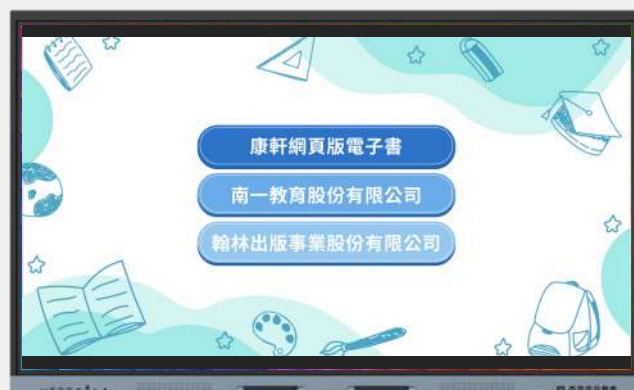 康軒網頁版電子書
南一教育股份有限公司
翰林出版事業股份有限公司